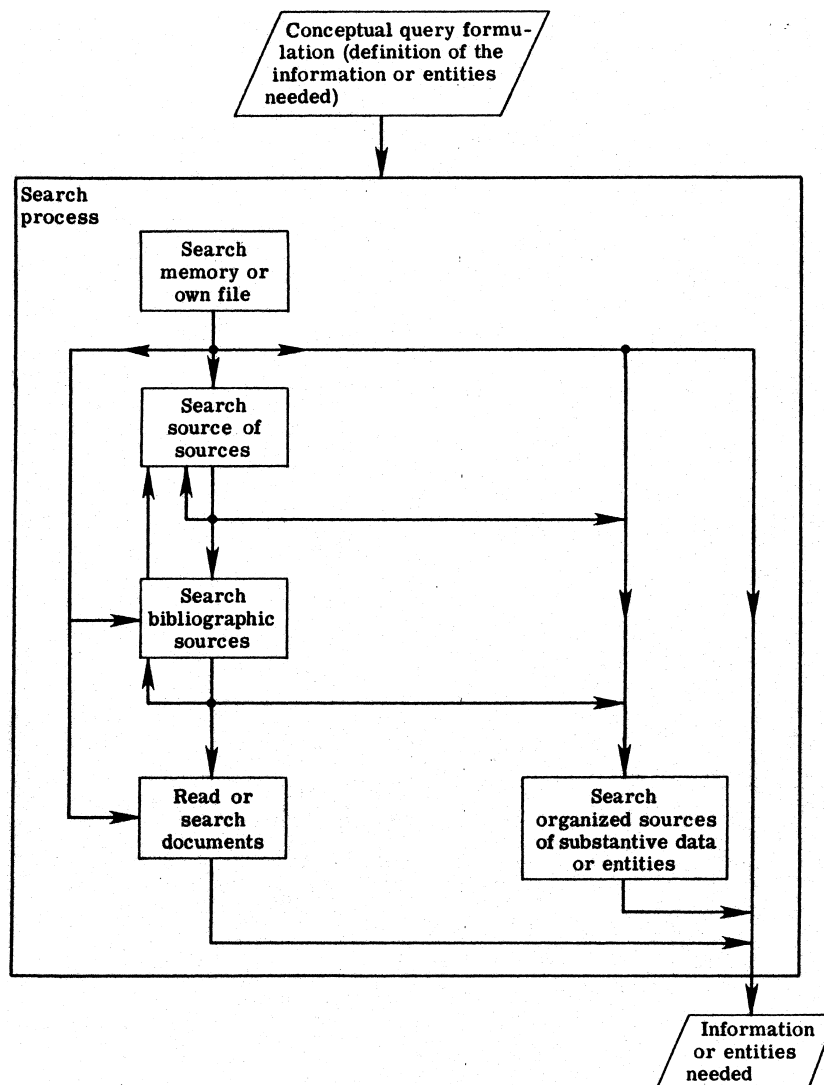 Conceptual query formu-
lation (definition of the
information or entities
needed)
Search
process
Search
memory or
own file
Search
source of
sources
Search
bibliographic
sources
Read or
search
documents
Search
organized sources
of substantive data
or entities
Information
or entities
needed